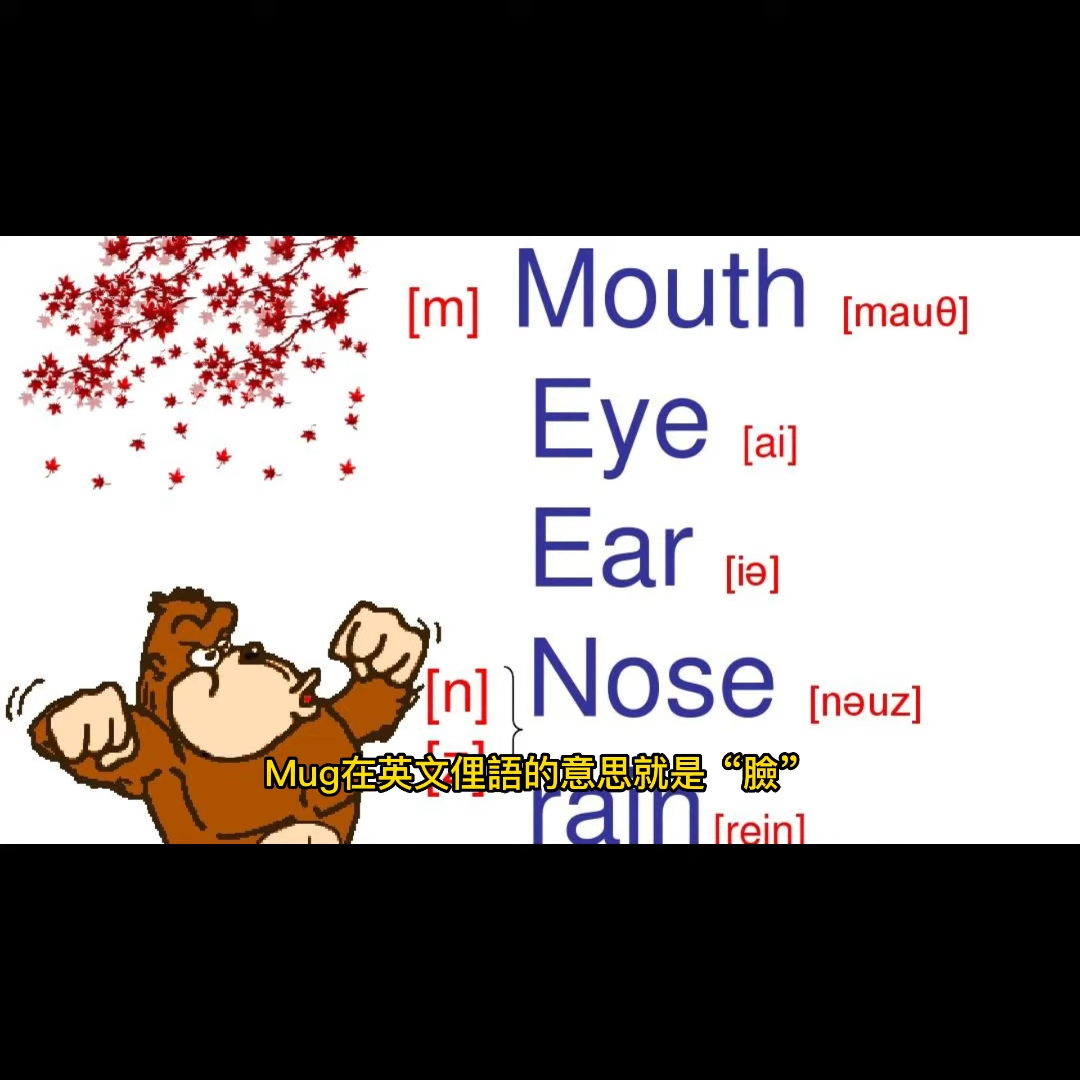 [m] Mouth [mauθ]
Eye [ai]
Ear [iə]
[n] Nose [nəuz]
Mug在英文俚語的意思就是“臉”
rain [rein]